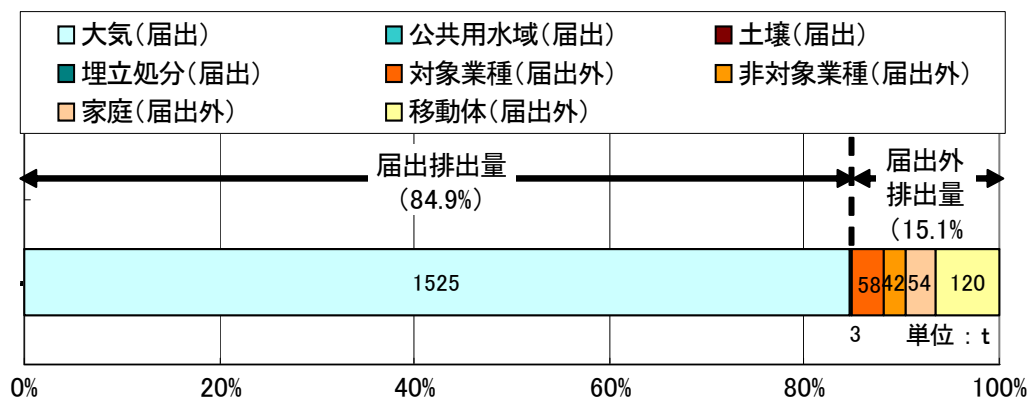 大気(届出) 公共用水域(届出) 土壌(届出)
埋立処分(届出) 対象業種(届出外) 非対象業種(届出外)
家庭(届出外) 移動体(届出外)
届出排出量
(84.9%)
届出外
排出量
(15.1%
1525 58 42 54 120
3 単位:t
0% 20% 40% 60% 80% 100%